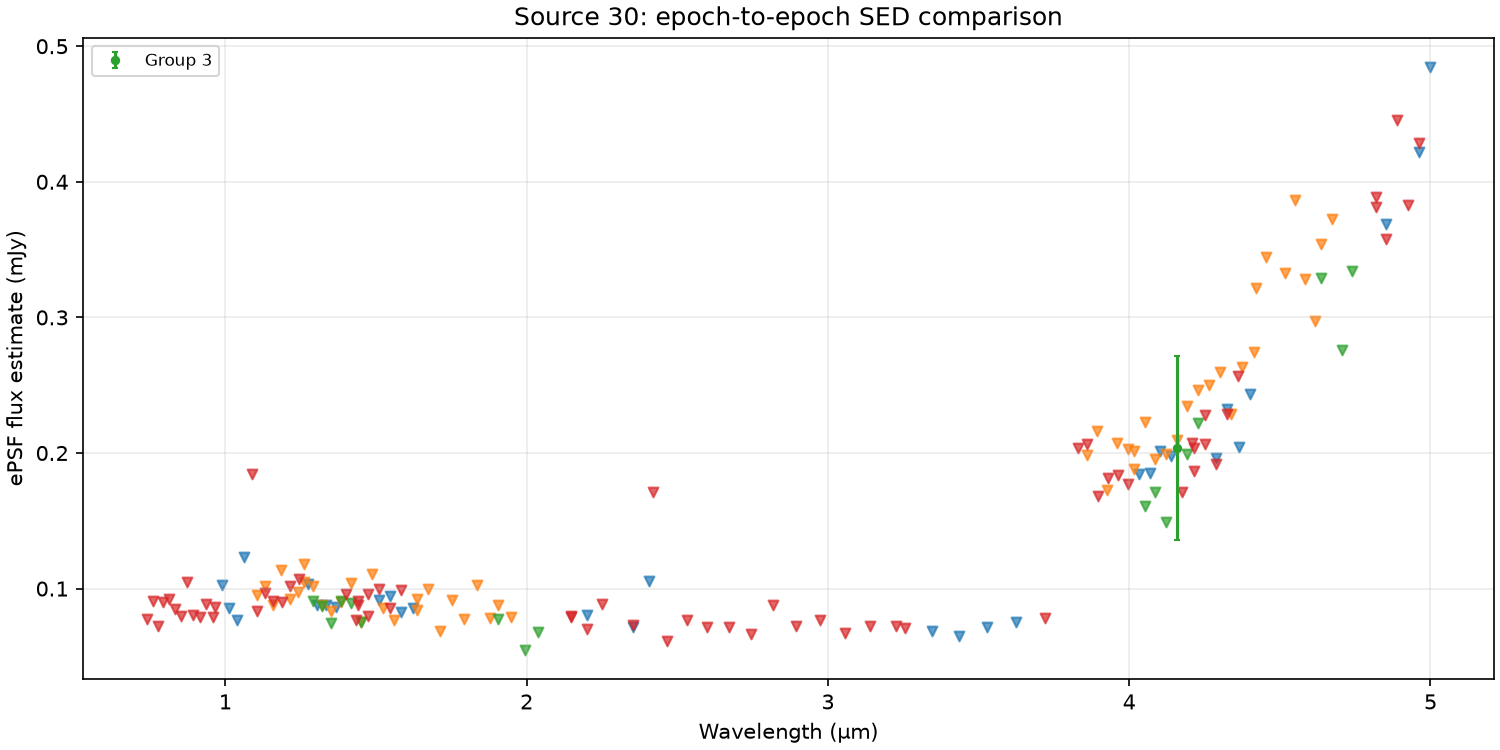 Source 30: epoch-to-epoch SED comparison
Group 3
ePSF flux estimate (mJy)
0.5
0.4
0.3
0.2
0.1
1 2 3 4 5
Wavelength (μm)